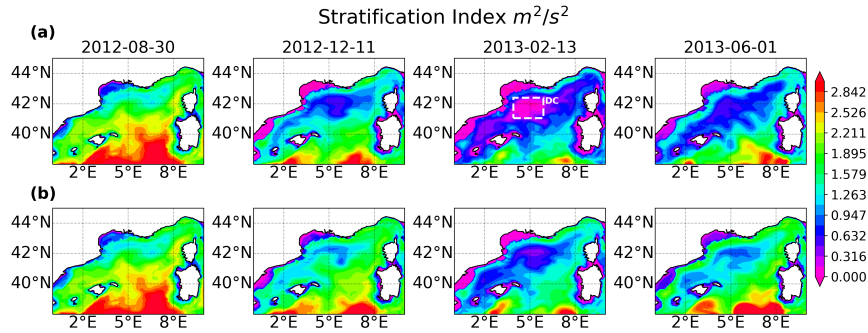 Stratification Index m²/s²
(a)
2012-08-30 2012-12-11 2013-02-13 2013-06-01
44°N 44°N 44°N 44°N
42°N 42°N 42°N 42°N
40°N 40°N 40°N 40°N
IDC
2°E 5°E 8°E 2°E 5°E 8°E 2°E 5°E 8°E 2°E 5°E 8°E
(b)
44°N 44°N 44°N 44°N
42°N 42°N 42°N 42°N
40°N 40°N 40°N 40°N
2°E 5°E 8°E 2°E 5°E 8°E 2°E 5°E 8°E 2°E 5°E 8°E
2.842
2.526
2.211
1.895
1.579
1.263
0.947
0.632
0.316
0.000